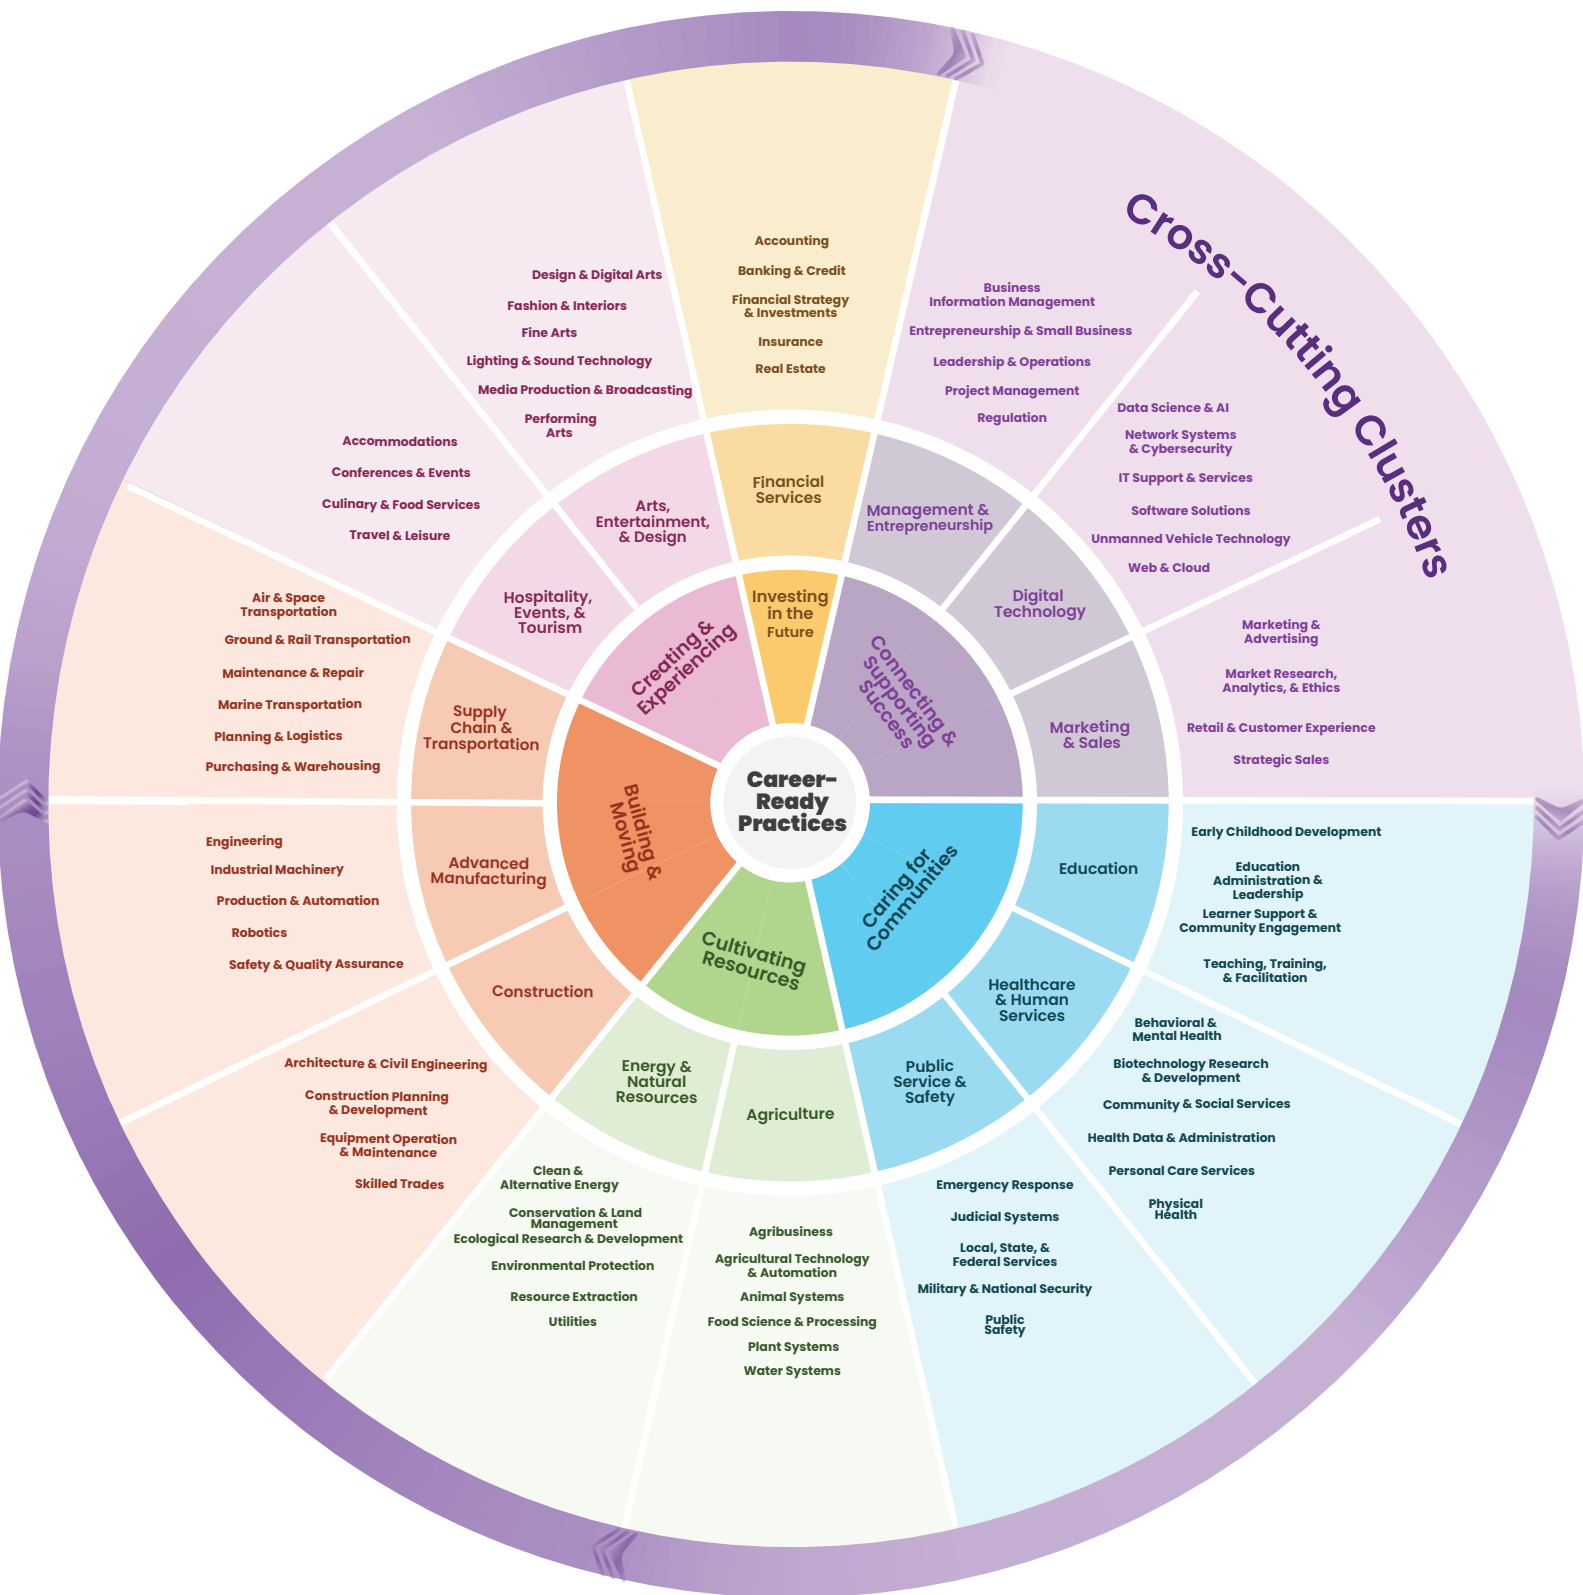 Career-
Ready
Practices
Investing
in the
Future
Financial
Services
Accounting
Banking & Credit
Financial Strategy
& Investments
Insurance
Real Estate
Cross-Cutting Clusters
Connecting &
Supporting
Success
Management &
Entrepreneurship
Business
Information Management
Entrepreneurship & Small Business
Leadership & Operations
Project Management
Regulation
Digital
Technology
Data Science & AI
Network Systems
& Cybersecurity
IT Support & Services
Software Solutions
Unmanned Vehicle Technology
Web & Cloud
Marketing
& Sales
Marketing &
Advertising
Market Research,
Analytics, & Ethics
Retail & Customer Experience
Strategic Sales
Caring for
Communities
Education
Early Childhood Development
Education
Administration &
Leadership
Learner Support &
Community Engagement
Teaching, Training,
& Facilitation
Healthcare
& Human
Services
Behavioral &
Mental Health
Biotechnology Research
& Development
Community & Social Services
Health Data & Administration
Personal Care Services
Physical
Health
Public
Service &
Safety
Emergency Response
Judicial Systems
Local, State, &
Federal Services
Military & National Security
Public
Safety
Cultivating
Resources
Agriculture
Agribusiness
Agricultural Technology
& Automation
Animal Systems
Food Science & Processing
Plant Systems
Water Systems
Energy &
Natural
Resources
Clean &
Alternative Energy
Conservation & Land
Management
Ecological Research & Development
Environmental Protection
Resource Extraction
Utilities
Building &
Moving
Construction
Architecture & Civil Engineering
Construction Planning
& Development
Equipment Operation
& Maintenance
Skilled Trades
Advanced
Manufacturing
Engineering
Industrial Machinery
Production & Automation
Robotics
Safety & Quality Assurance
Supply
Chain &
Transportation
Air & Space
Transportation
Ground & Rail Transportation
Maintenance & Repair
Marine Transportation
Planning & Logistics
Purchasing & Warehousing
Creating &
Experiencing
Hospitality,
Events, &
Tourism
Accommodations
Conferences & Events
Culinary & Food Services
Travel & Leisure
Arts,
Entertainment,
& Design
Design & Digital Arts
Fashion & Interiors
Fine Arts
Lighting & Sound Technology
Media Production & Broadcasting
Performing
Arts